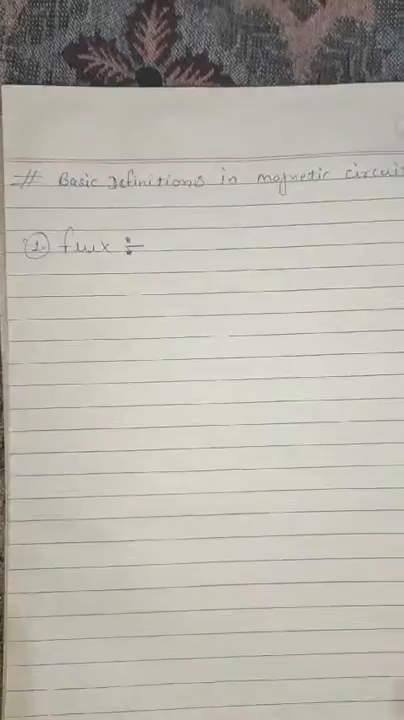 # Basic Definitions in magnetic circuit
(1.) flux :-